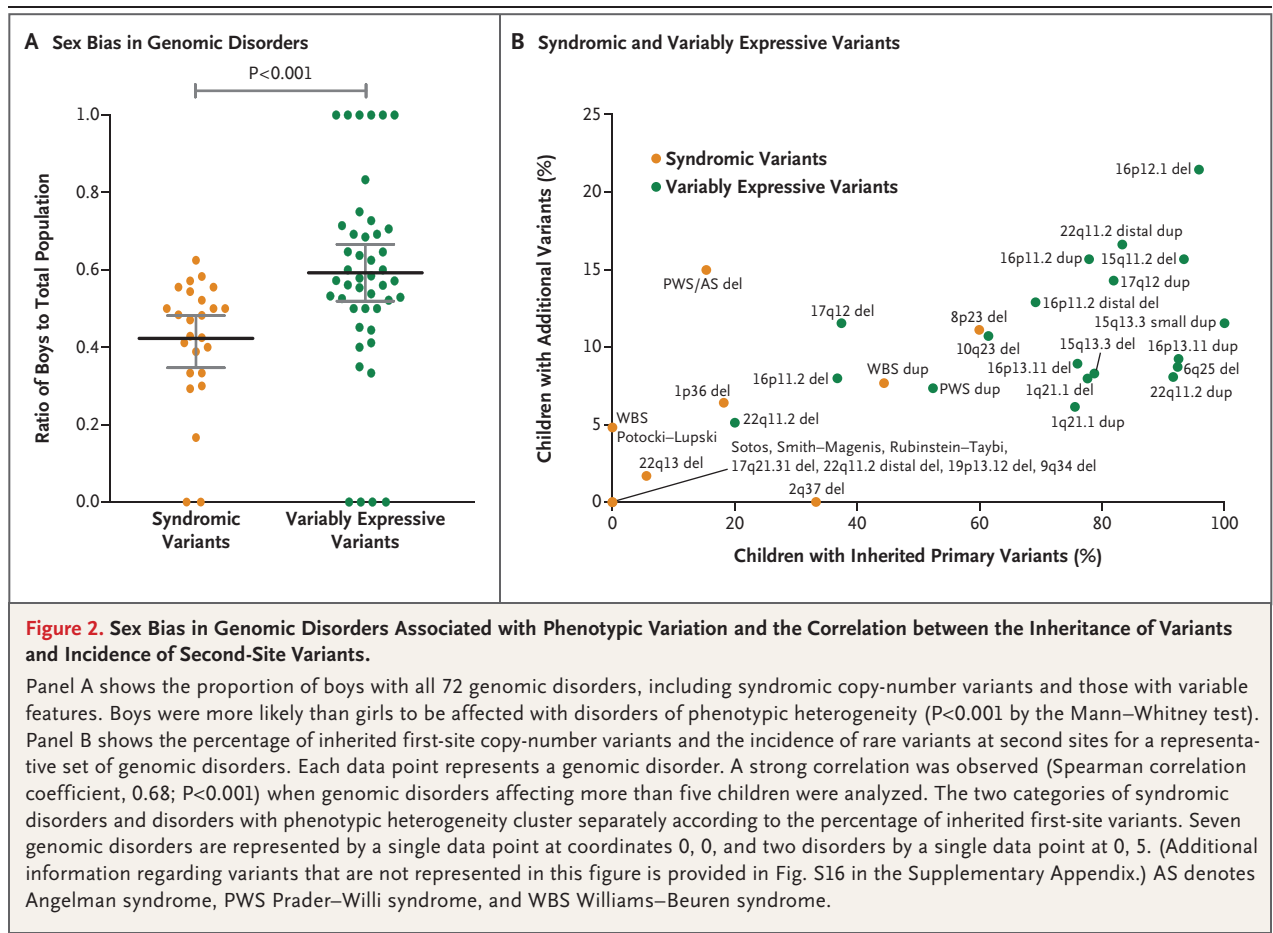 A Sex Bias in Genomic Disorders
P<0.001
1.0
0.8
0.6
0.4
0.2
0.0
Ratio of Boys to Total Population
Syndromic
Variants
Variably Expressive
Variants
B Syndromic and Variably Expressive Variants
25
20
15
10
5
0
Children with Additional Variants (%)
Syndromic Variants
Variably Expressive Variants
16p12.1 del
22q11.2 distal dup
16p11.2 dup
15q11.2 del
PWS/AS del
17q12 dup
16p11.2 distal del
17q12 del
8p23 del
15q13.3 small dup
10q23 del
15q13.3 del
16p13.11 dup
16p13.11 del
6q25 del
WBS dup
16p11.2 del
PWS dup
1q21.1 del
22q11.2 dup
1p36 del
1q21.1 dup
22q11.2 del
WBS
Potocki–Lupski
Sotos, Smith–Magenis, Rubinstein–Taybi,
17q21.31 del, 22q11.2 distal del, 19p13.12 del, 9q34 del
22q13 del
2q37 del
0
20
40
60
80
100
Children with Inherited Primary Variants (%)
Figure 2. Sex Bias in Genomic Disorders Associated with Phenotypic Variation and the Correlation between the Inheritance of Variants
and Incidence of Second-Site Variants.
Panel A shows the proportion of boys with all 72 genomic disorders, including syndromic copy-number variants and those with variable
features. Boys were more likely than girls to be affected with disorders of phenotypic heterogeneity (P<0.001 by the Mann–Whitney test).
Panel B shows the percentage of inherited first-site copy-number variants and the incidence of rare variants at second sites for a representa-
tive set of genomic disorders. Each data point represents a genomic disorder. A strong correlation was observed (Spearman correlation
coefficient, 0.68; P<0.001) when genomic disorders affecting more than five children were analyzed. The two categories of syndromic
disorders and disorders with phenotypic heterogeneity cluster separately according to the percentage of inherited first-site variants. Seven
genomic disorders are represented by a single data point at coordinates 0, 0, and two disorders by a single data point at 0, 5. (Additional
information regarding variants that are not represented in this figure is provided in Fig. S16 in the Supplementary Appendix.) AS denotes
Angelman syndrome, PWS Prader–Willi syndrome, and WBS Williams–Beuren syndrome.